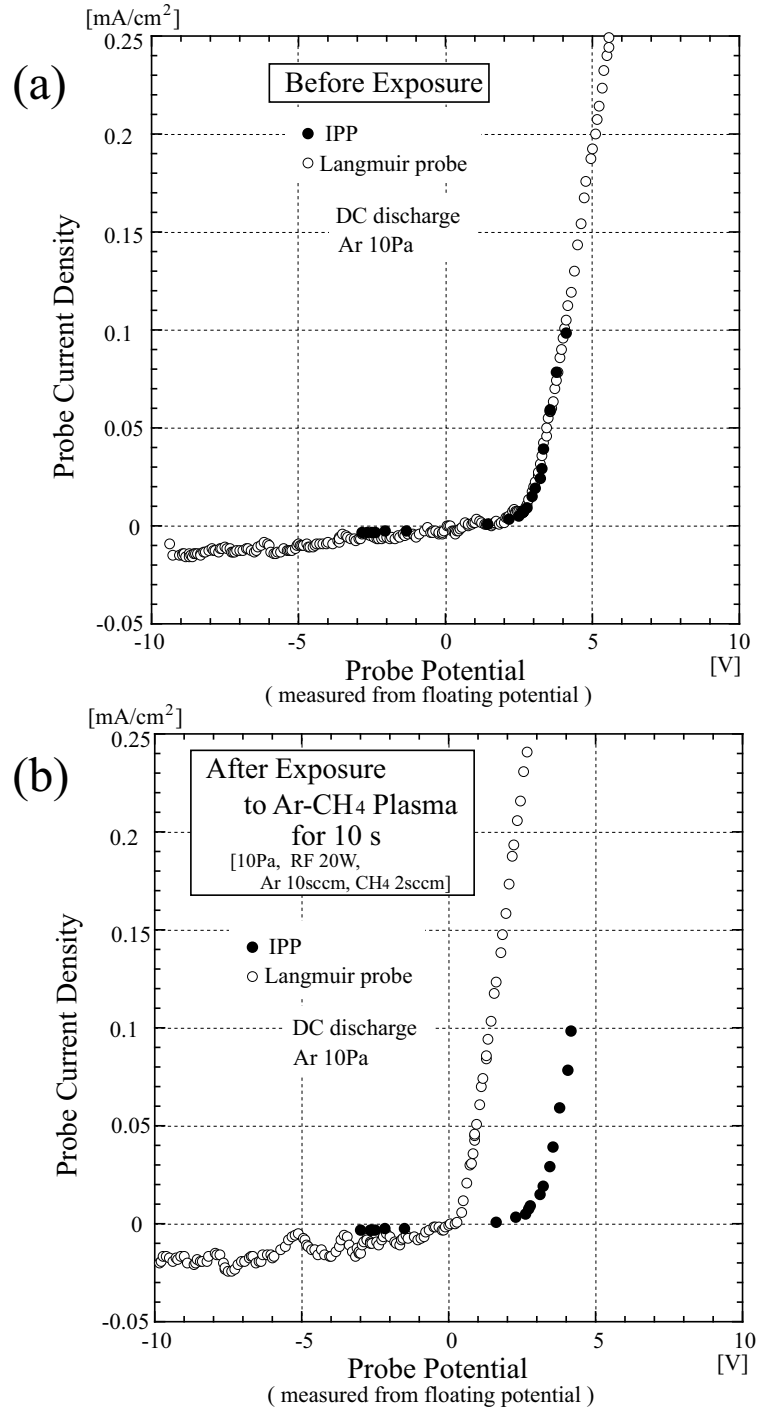 [mA/cm2]
(a)
0.25
0.2
0.15
0.1
0.05
0
-0.05
Probe Current Density
Before Exposure
IPP
Langmuir probe
DC discharge
Ar 10Pa
-10
-5
0
5
10
Probe Potential
[V]
( measured from floating potential )
[mA/cm2]
(b)
0.25
0.2
0.15
0.1
0.05
0
-0.05
Probe Current Density
After Exposure
to Ar-CH4 Plasma
for 10 s
[10Pa, RF 20W,
Ar 10sccm, CH4 2sccm]
IPP
Langmuir probe
DC discharge
Ar 10Pa
-10
-5
0
5
10
Probe Potential
[V]
( measured from floating potential )